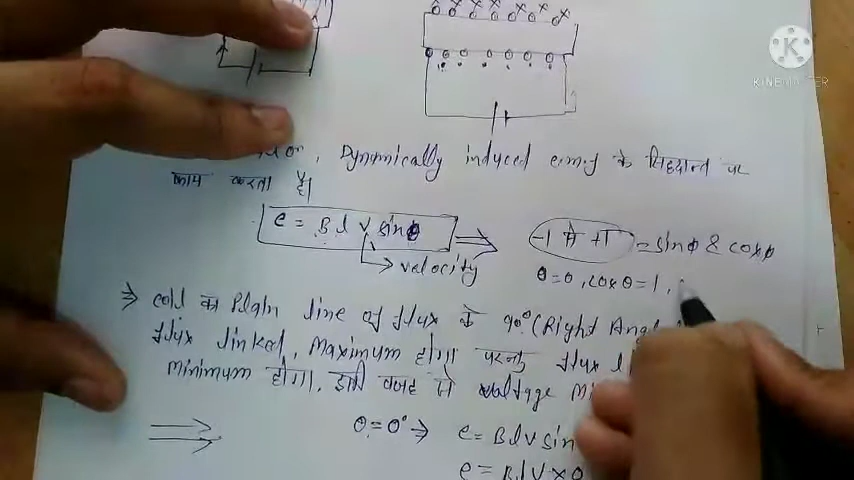 K
KINEMASTER
Dynamically induced e.m.f के सिद्धान्त पर
काम करता है।
e = B l v sinθ ⇒ -1 से +1 = sinθ & cosθ
velocity
θ=0, cosθ=1,
⇒ coil का Plain line of flux के 90° (Right Angle
flux linked, Maximum होगा परन्तु flux
minimum होगा, इसी वजह से voltage
⇒ θ=0° ⇒ e = B l v sin
e = B l v × 0